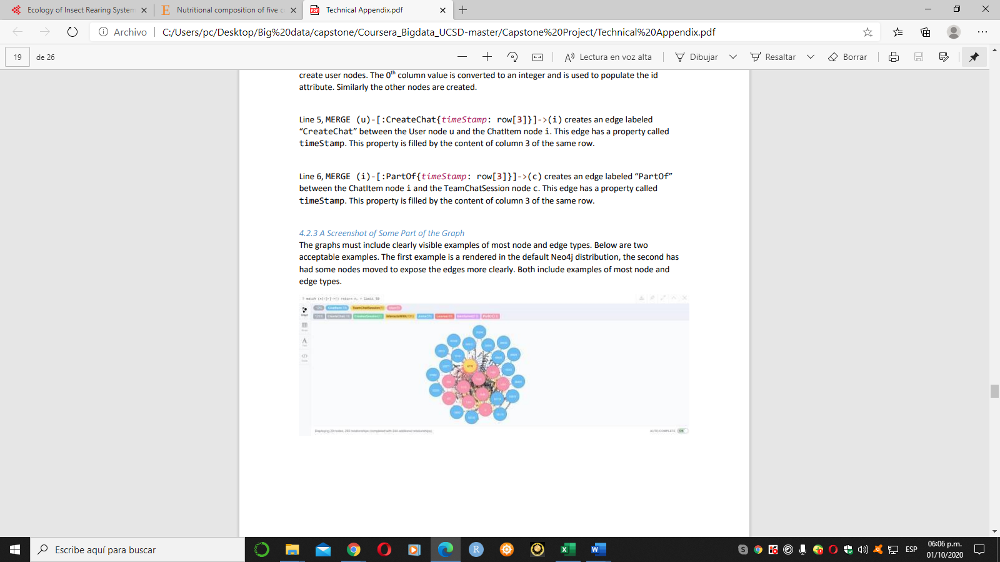 Ecology of Insect Rearing System
Nutritional composition of five c
Technical Appendix.pdf
Archivo
C:/Users/pc/Desktop/Big%20data/capstone/Coursera_Bigdata_UCSD-master/Capstone%20Project/Technical%20Appendix.pdf
19 de 26
Lectura en voz alta
Dibujar
Resaltar
Borrar
create user nodes. The 0th column value is converted to an integer and is used to populate the id
attribute. Similarly the other nodes are created.
Line 5, MERGE (u)-[:CreateChat{timeStamp: row[3]}]->(i) creates an edge labeled
“CreateChat” between the User node u and the ChatItem node i. This edge has a property called
timeStamp. This property is filled by the content of column 3 of the same row.
Line 6, MERGE (i)-[:PartOf{timeStamp: row[3]}]->(c) creates an edge labeled “PartOf”
between the ChatItem node i and the TeamChatSession node c. This edge has a property called
timeStamp. This property is filled by the content of column 3 of the same row.
4.2.3 A Screenshot of Some Part of the Graph
The graphs must include clearly visible examples of most node and edge types. Below are two
acceptable examples. The first example is a rendered in the default Neo4j distribution, the second has
had some nodes moved to expose the edges more clearly. Both include examples of most node and
edge types.
AUTO-COMPLETE ON
Escribe aquí para buscar
ESP
06:06 p.m.
01/10/2020